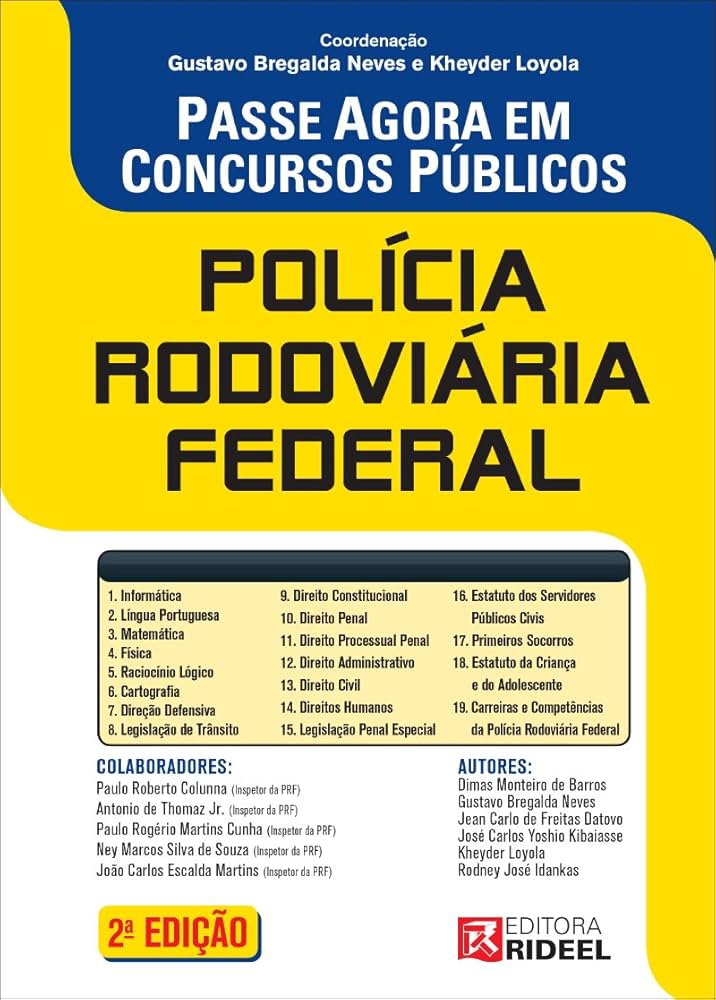 Coordenação
Gustavo Bregalda Neves e Kheyder Loyola
PASSE AGORA EM
CONCURSOS PÚBLICOS
POLÍCIA
RODOVIÁRIA
FEDERAL
1. Informática
2. Língua Portuguesa
3. Matemática
4. Física
5. Raciocínio Lógico
6. Cartografia
7. Direção Defensiva
8. Legislação de Trânsito
9. Direito Constitucional
10. Direito Penal
11. Direito Processual Penal
12. Direito Administrativo
13. Direito Civil
14. Direitos Humanos
15. Legislação Penal Especial
16. Estatuto dos Servidores
Públicos Civis
17. Primeiros Socorros
18. Estatuto da Criança
e do Adolescente
19. Carreiras e Competências
da Polícia Rodoviária Federal
COLABORADORES:
Paulo Roberto Colunna (Inspetor da PRF)
Antonio de Thomaz Jr. (Inspetor da PRF)
Paulo Rogério Martins Cunha (Inspetor da PRF)
Ney Marcos Silva de Souza (Inspetor da PRF)
João Carlos Escalda Martins (Inspetor da PRF)
AUTORES:
Dimas Monteiro de Barros
Gustavo Bregalda Neves
Jean Carlo de Freitas Datovo
José Carlos Yoshio Kibaiasse
Kheyder Loyola
Rodney José Idankas
2ª EDIÇÃO
EDITORA
RIDEEL